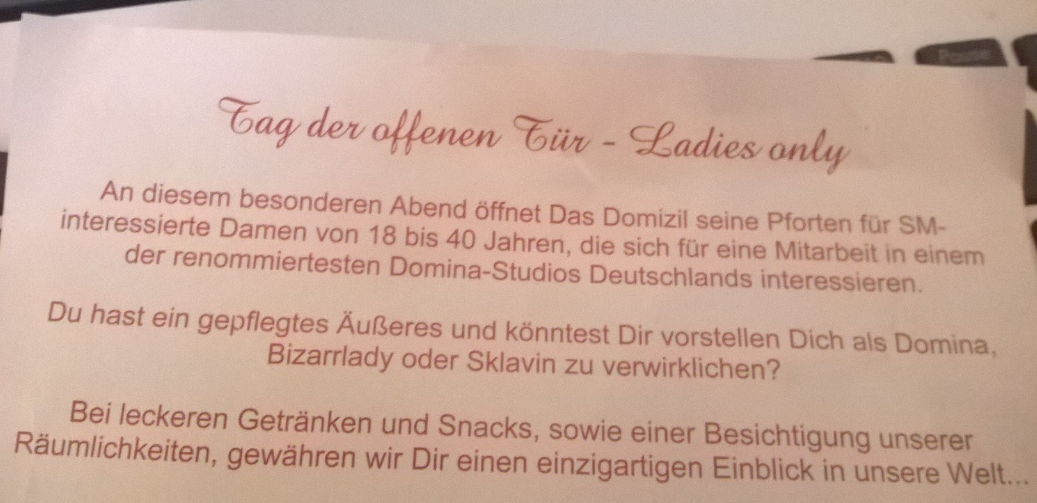 Tag der offenen Tür - Ladies only
An diesem besonderen Abend öffnet Das Domizil seine Pforten für SM-
interessierte Damen von 18 bis 40 Jahren, die sich für eine Mitarbeit in einem
der renommiertesten Domina-Studios Deutschlands interessieren.
Du hast ein gepflegtes Äußeres und könntest Dir vorstellen Dich als Domina,
Bizarrlady oder Sklavin zu verwirklichen?
Bei leckeren Getränken und Snacks, sowie einer Besichtigung unserer
Räumlichkeiten, gewähren wir Dir einen einzigartigen Einblick in unsere Welt...
Pause